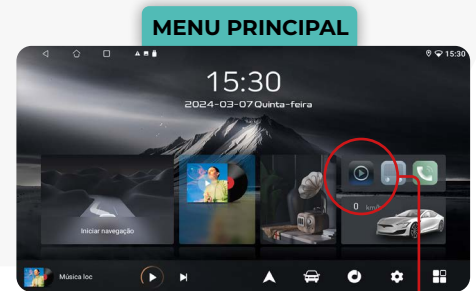 MENU PRINCIPAL
15:30
15:30
2024-03-07 Quinta-feira
0 km/h
Iniciar navegação
Música loc